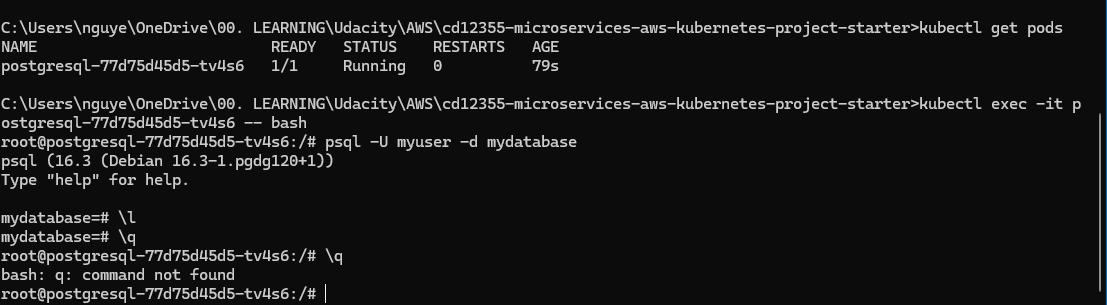 C:\Users\nguye\OneDrive\00. LEARNING\Udacity\AWS\cd12355-microservices-aws-kubernetes-project-starter>kubectl get pods
NAME                          READY   STATUS    RESTARTS   AGE
postgresql-77d75d45d5-tv4s6   1/1     Running   0          79s
C:\Users\nguye\OneDrive\00. LEARNING\Udacity\AWS\cd12355-microservices-aws-kubernetes-project-starter>kubectl exec -it p
ostgresql-77d75d45d5-tv4s6 -- bash
root@postgresql-77d75d45d5-tv4s6:/# psql -U myuser -d mydatabase
psql (16.3 (Debian 16.3-1.pgdg120+1))
Type "help" for help.
mydatabase=# \l
mydatabase=# \q
root@postgresql-77d75d45d5-tv4s6:/# \q
bash: q: command not found
root@postgresql-77d75d45d5-tv4s6:/#